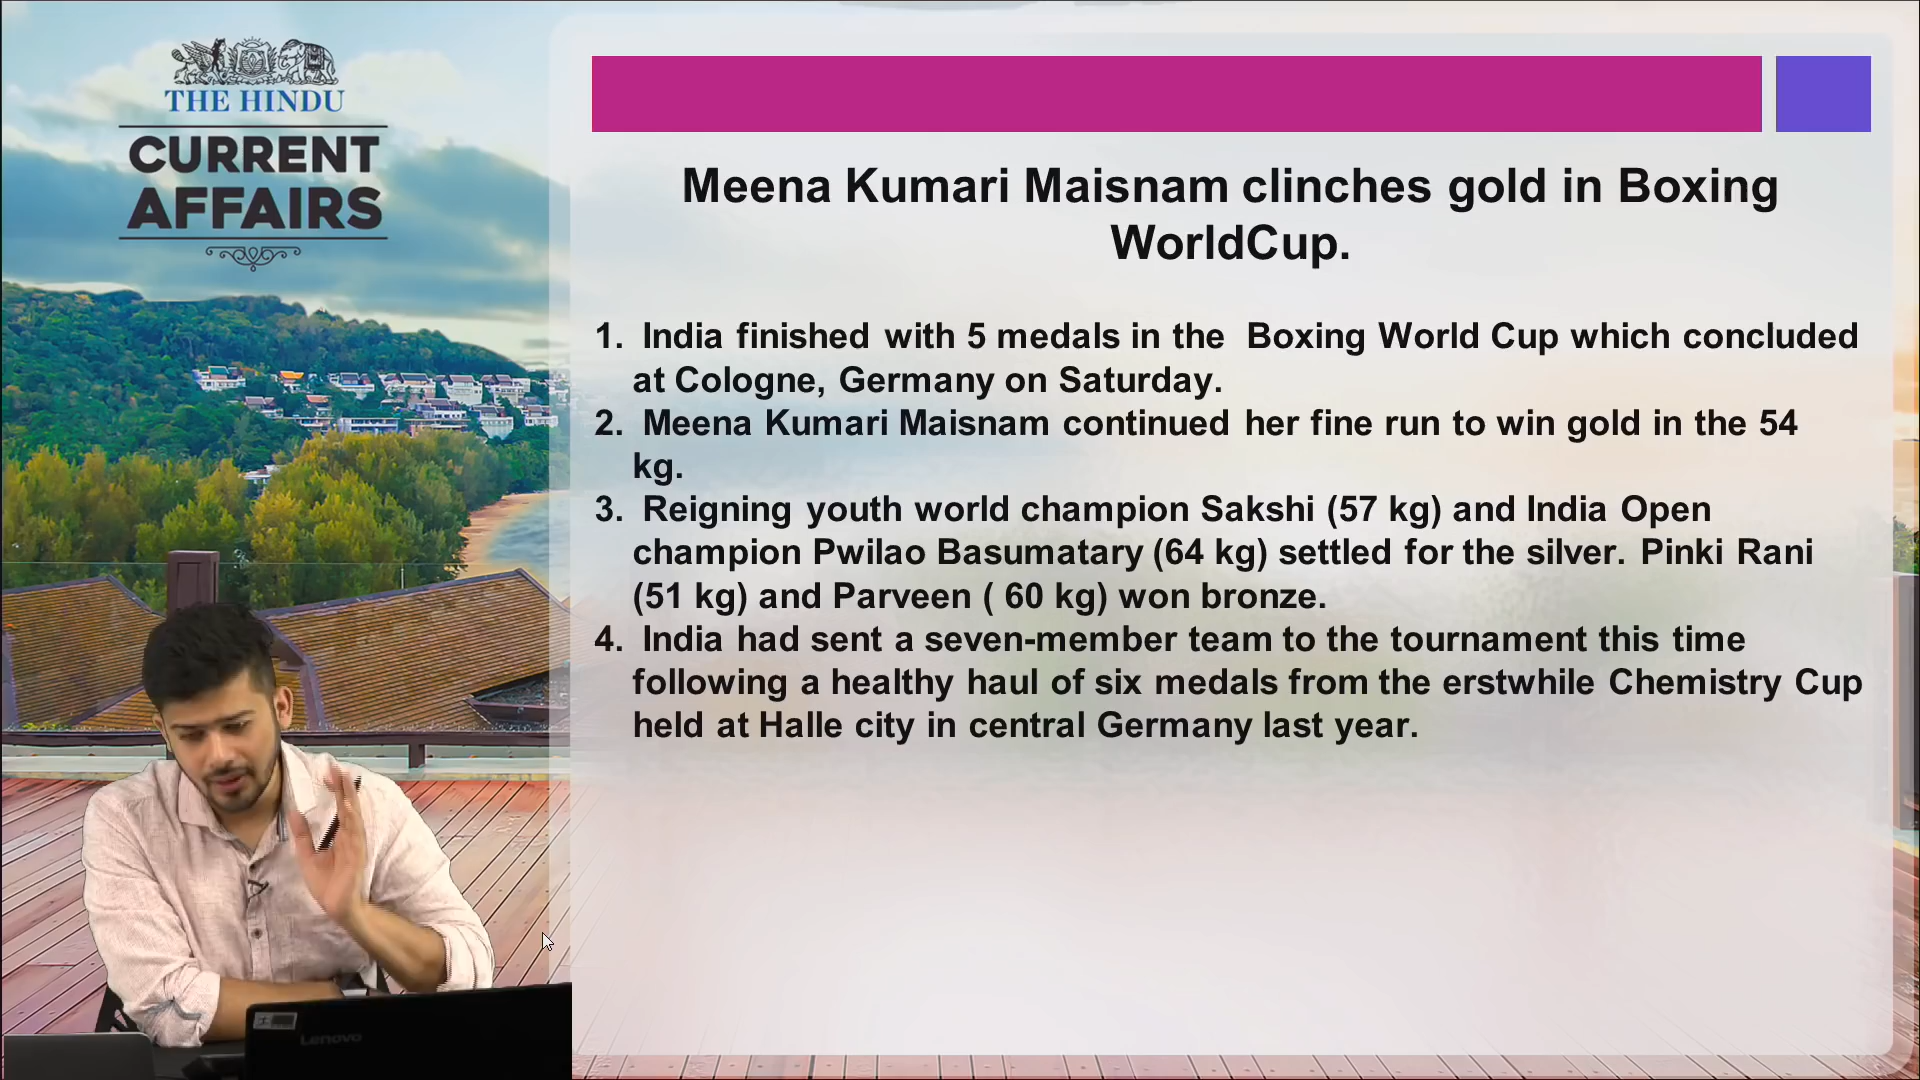 THE HINDU
CURRENT
AFFAIRS
Meena Kumari Maisnam clinches gold in Boxing
WorldCup.
1. India finished with 5 medals in the Boxing World Cup which concluded
at Cologne, Germany on Saturday.
2. Meena Kumari Maisnam continued her fine run to win gold in the 54
kg.
3. Reigning youth world champion Sakshi (57 kg) and India Open
champion Pwilao Basumatary (64 kg) settled for the silver. Pinki Rani
(51 kg) and Parveen ( 60 kg) won bronze.
4. India had sent a seven-member team to the tournament this time
following a healthy haul of six medals from the erstwhile Chemistry Cup
held at Halle city in central Germany last year.
Lenovo